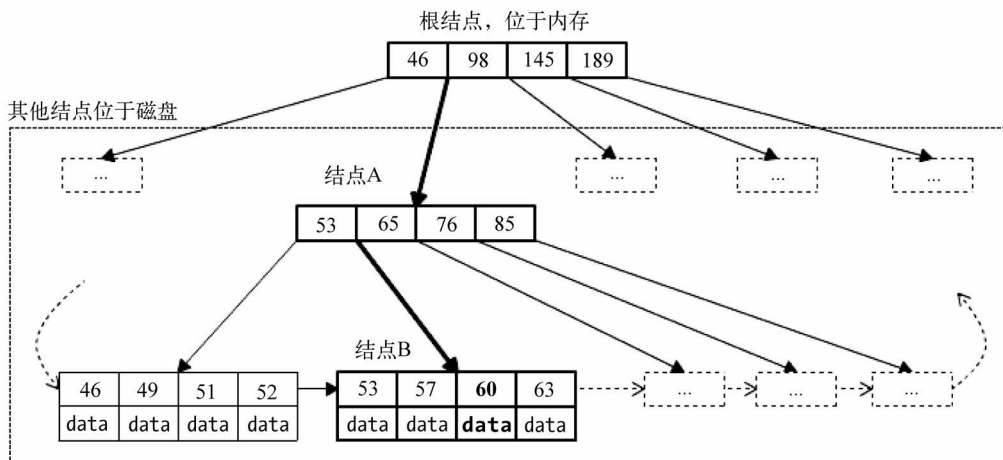 根结点，位于内存
46 98 145 189
其他结点位于磁盘
... ... ... ...
结点A
53 65 76 85
结点B
46 49 51 52 53 57 60 63 ... ... ...
data data data data data data data data